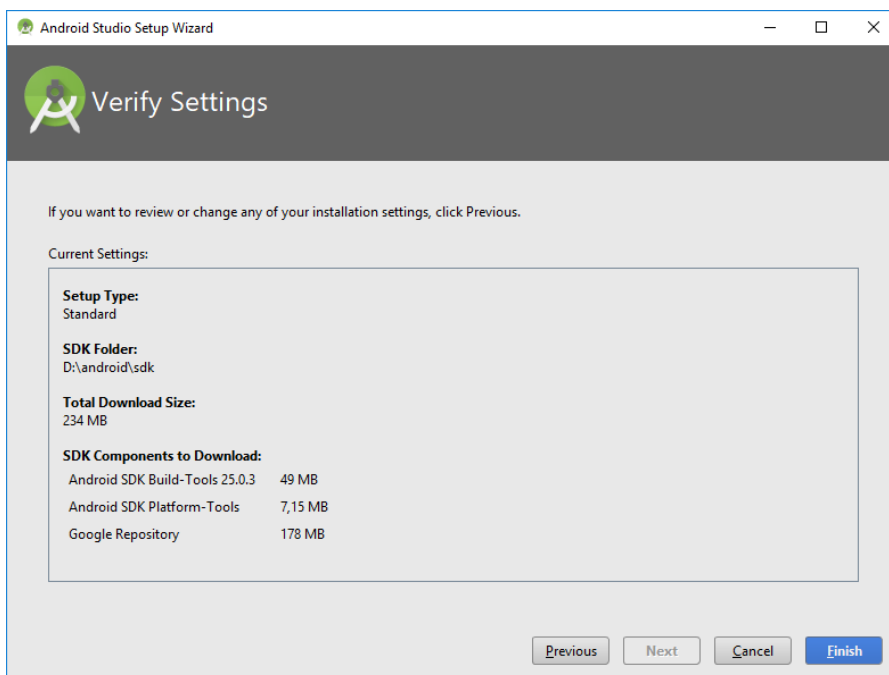 Android Studio Setup Wizard
Verify Settings
If you want to review or change any of your installation settings, click Previous.
Current Settings:
Setup Type:
Standard
SDK Folder:
D:\android\sdk
Total Download Size:
234 MB
SDK Components to Download:
Android SDK Build-Tools 25.0.3 49 MB
Android SDK Platform-Tools 7,15 MB
Google Repository 178 MB
Previous Next Cancel Finish